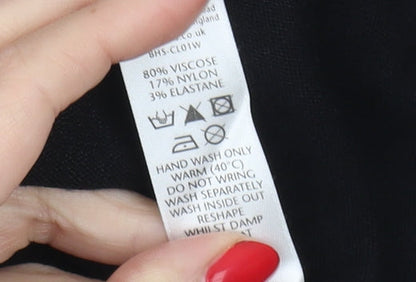 England
.co.uk
BHS-CL01W
80% VISCOSE
17% NYLON
3% ELASTANE
HAND WASH ONLY
WARM (40°C)
DO NOT WRING
WASH SEPARATELY
WASH INSIDE OUT
RESHAPE
WHILST DAMP